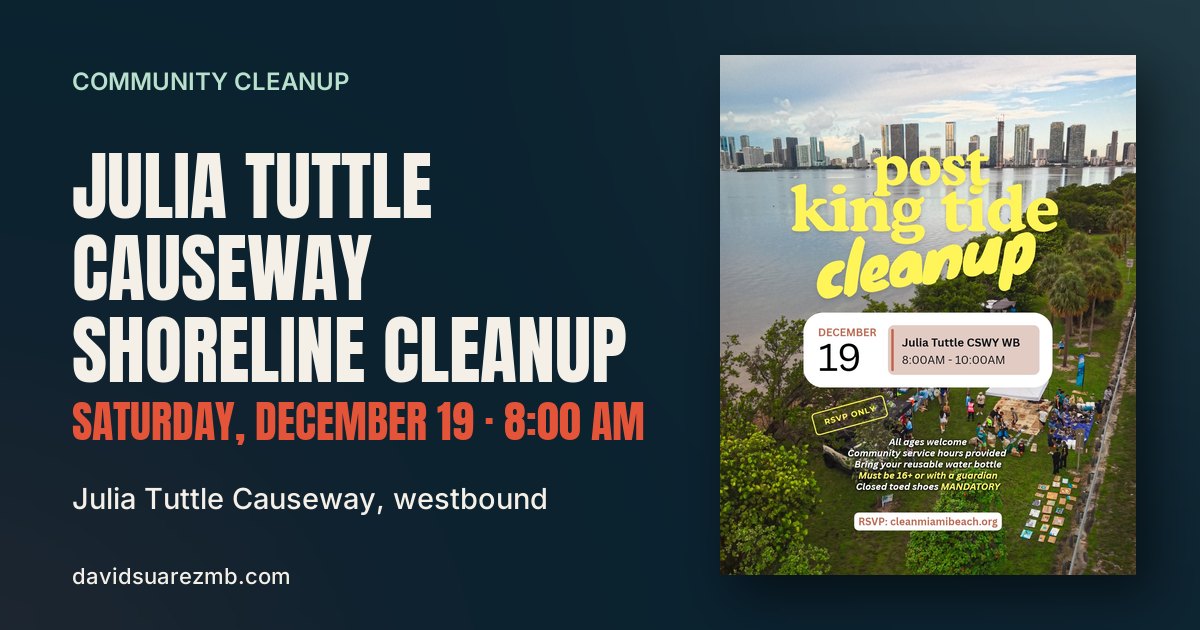 COMMUNITY CLEANUP
JULIA TUTTLE
CAUSEWAY
SHORELINE CLEANUP
SATURDAY, DECEMBER 19 · 8:00 AM
Julia Tuttle Causeway, westbound
davidsuarezmb.com
post
king tide
cleanup
DECEMBER
19
Julia Tuttle CSWY WB
8:00AM - 10:00AM
RSVP ONLY
All ages welcome
Community service hours provided
Bring your reusable water bottle
Must be 16+ or with a guardian
Closed toed shoes MANDATORY
RSVP: cleanmiamibeach.org